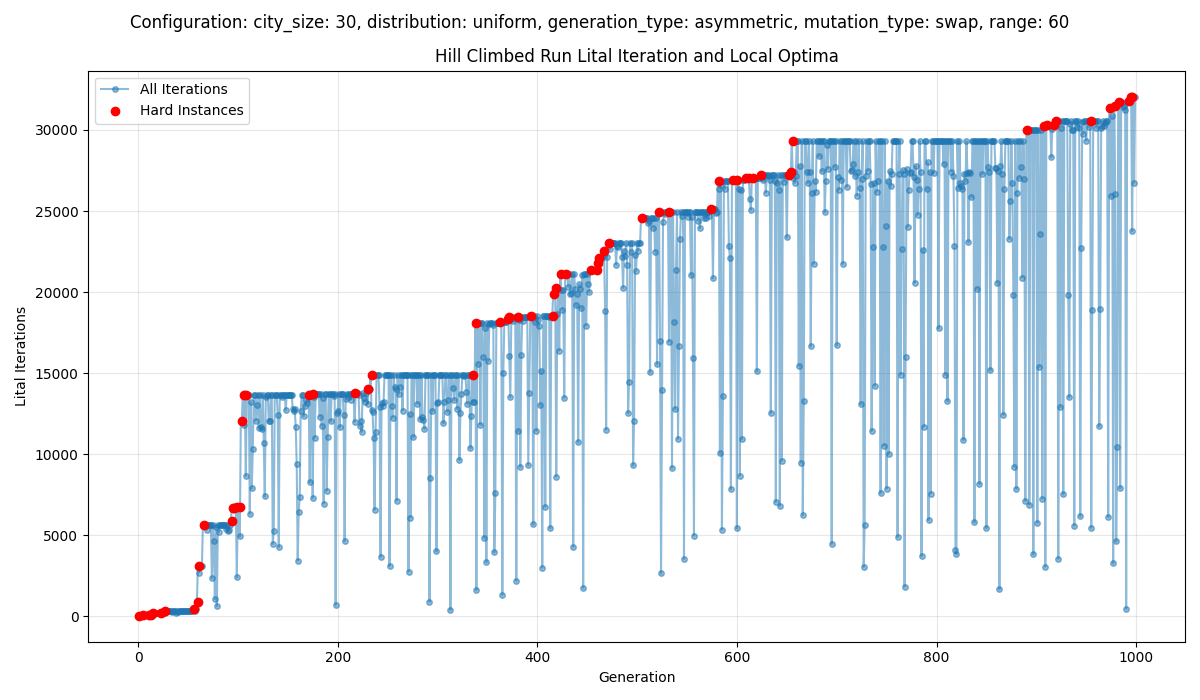 Configuration: city_size: 30, distribution: uniform, generation_type: asymmetric, mutation_type: swap, range: 60
Hill Climbed Run Lital Iteration and Local Optima
All Iterations
Hard Instances
Lital Iterations
30000
25000
20000
15000
10000
5000
0
0 200 400 600 800 1000
Generation